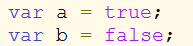 var a = true;
var b = false;